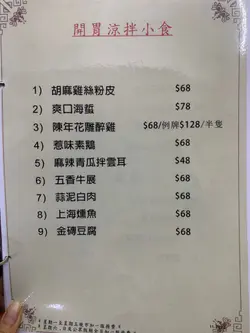 開胃涼拌小食
1) 胡麻雞絲粉皮 $68
2) 爽口海蜇 $78
3) 陳年花雕醉雞 $68/例牌$128/半隻
4) 惹味素鵝 $68
5) 麻辣青瓜拌雲耳 $48
6) 五香牛展 $68
7) 蒜泥白肉 $68
8) 上海燻魚 $68
9) 金磚豆腐 $68